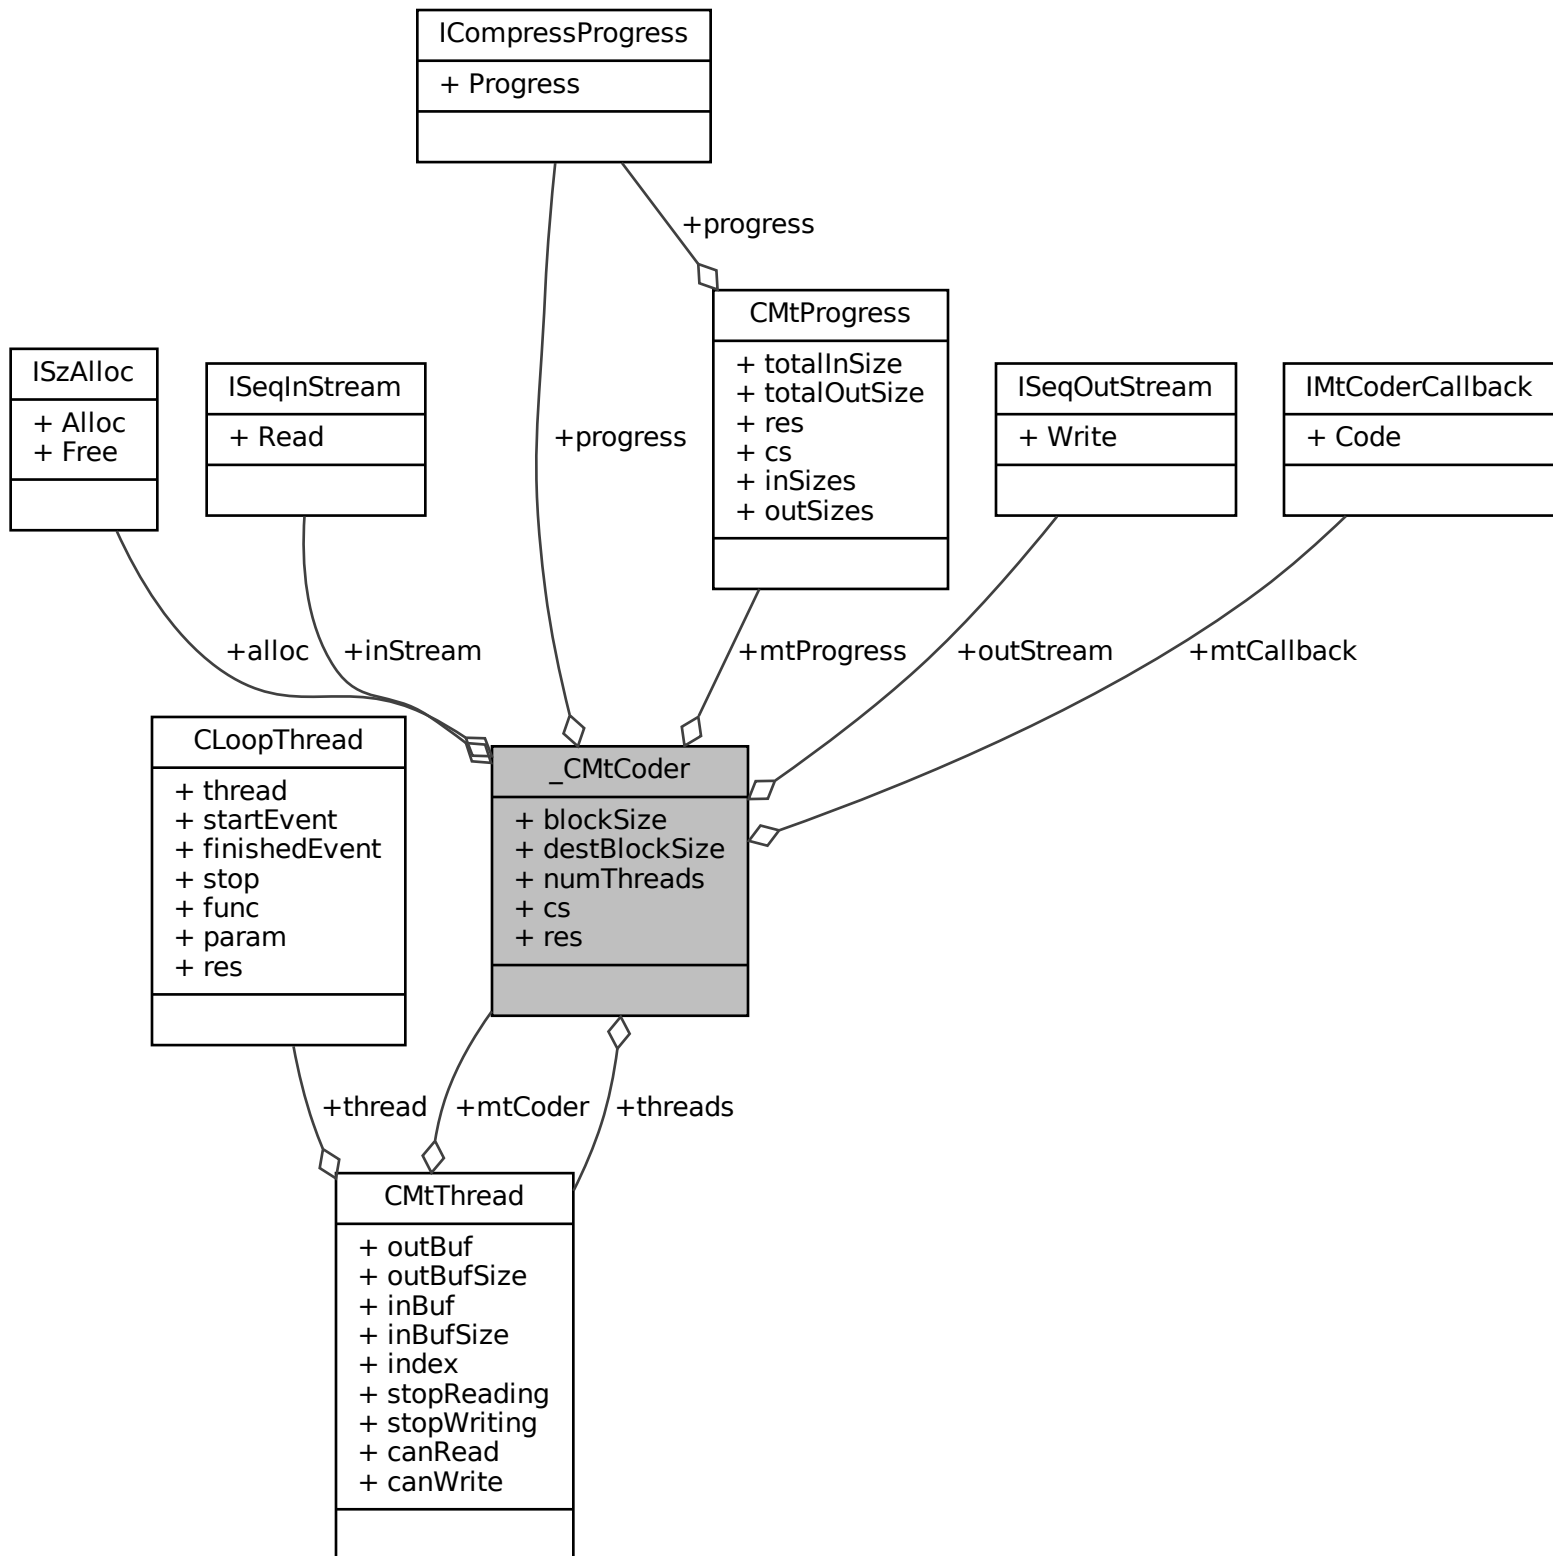 ICompressProgress
+ Progress
+progress
CMtProgress
+ totalInSize
+ totalOutSize
+ res
+ cs
+ inSizes
+ outSizes
ISzAlloc
+ Alloc
+ Free
ISeqInStream
+ Read
+progress
ISeqOutStream
+ Write
IMtCoderCallback
+ Code
+alloc
+inStream
+mtProgress
+outStream
+mtCallback
CLoopThread
+ thread
+ startEvent
+ finishedEvent
+ stop
+ func
+ param
+ res
_CMtCoder
+ blockSize
+ destBlockSize
+ numThreads
+ cs
+ res
+thread
+mtCoder
+threads
CMtThread
+ outBuf
+ outBufSize
+ inBuf
+ inBufSize
+ index
+ stopReading
+ stopWriting
+ canRead
+ canWrite